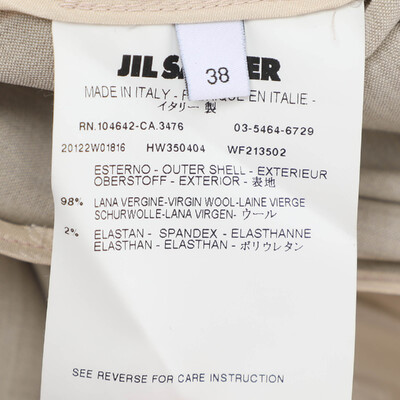 38
JIL SA ER
MADE IN ITALY - F QUE EN ITALIE -
イタリー 製
RN.104642-CA.3476 03-5464-6729
20122W01816 HW350404 WF213502
ESTERNO - OUTER SHELL - EXTERIEUR
OBERSTOFF - EXTERIOR - 表地
98% LANA VERGINE-VIRGIN WOOL-LAINE VIERGE
SCHURWOLLE-LANA VIRGEN- ウール
2% ELASTAN - SPANDEX - ELASTHANNE
ELASTHAN - ELASTHAN - ポリウレタン
SEE REVERSE FOR CARE INSTRUCTION